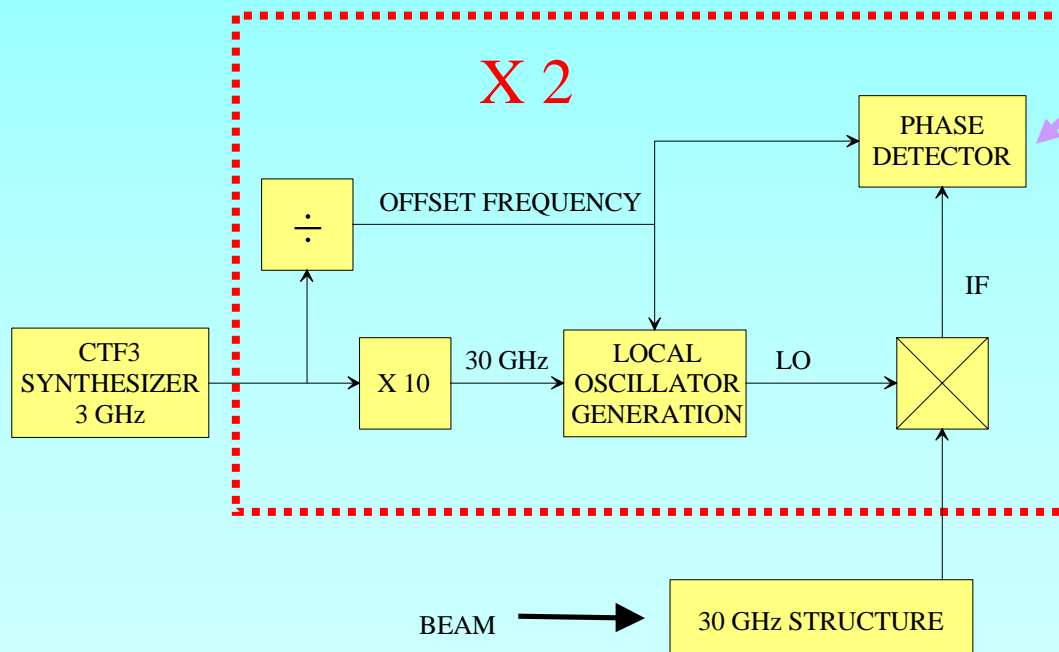 X 2
PHASE
DETECTOR
OFFSET FREQUENCY
÷
IF
CTF3
SYNTHESIZER
3 GHz
X 10
30 GHz
LOCAL
OSCILLATOR
GENERATION
LO
BEAM
30 GHz STRUCTURE